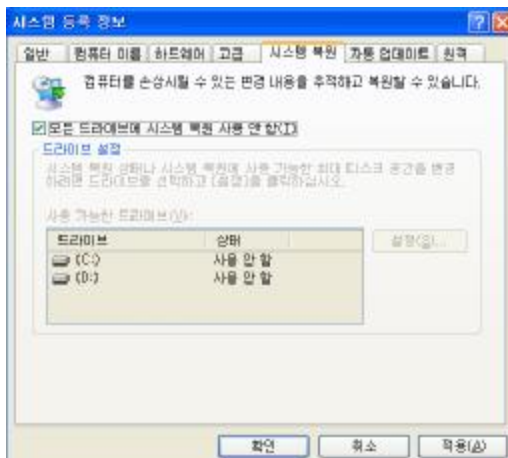 시스템 등록 정보
일반 컴퓨터 이름 하드웨어 고급 시스템 복원 자동 업데이트 원격
컴퓨터를 손상시킬 수 있는 변경 내용을 추적하고 복원할 수 있습니다.
모든 드라이브에 시스템 복원 사용 안 함(T)
드라이브 설정
시스템 복원 상태나 시스템 복원에 사용 가능한 최대 디스크 공간을 변경
하려면 드라이브를 선택하고 [설정]을 클릭하십시오.
사용 가능한 드라이브(V):
드라이브 상태
(C:) 사용 안 함
(D:) 사용 안 함
설정(S)...
확인 취소 적용(A)